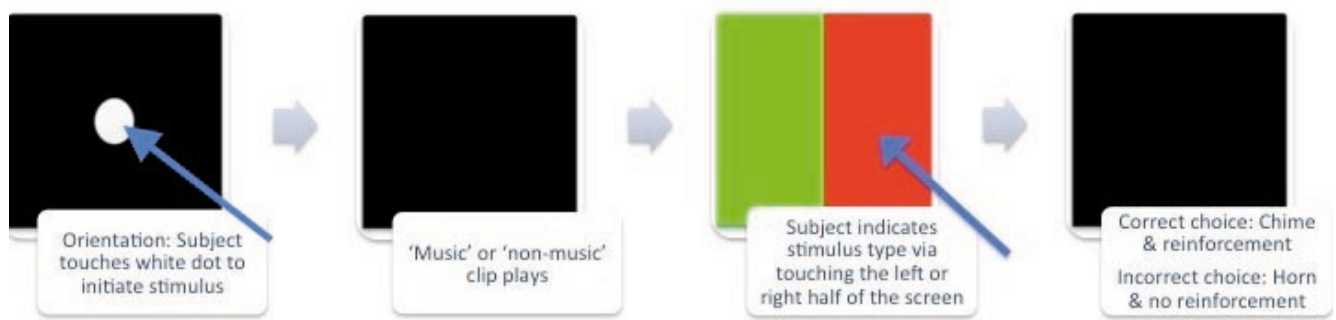 Orientation: Subject
touches white dot to
initiate stimulus
‘Music’ or ‘non-music’
clip plays
Subject indicates
stimulus type via
touching the left or
right half of the screen
Correct choice: Chime
& reinforcement
Incorrect choice: Horn
& no reinforcement